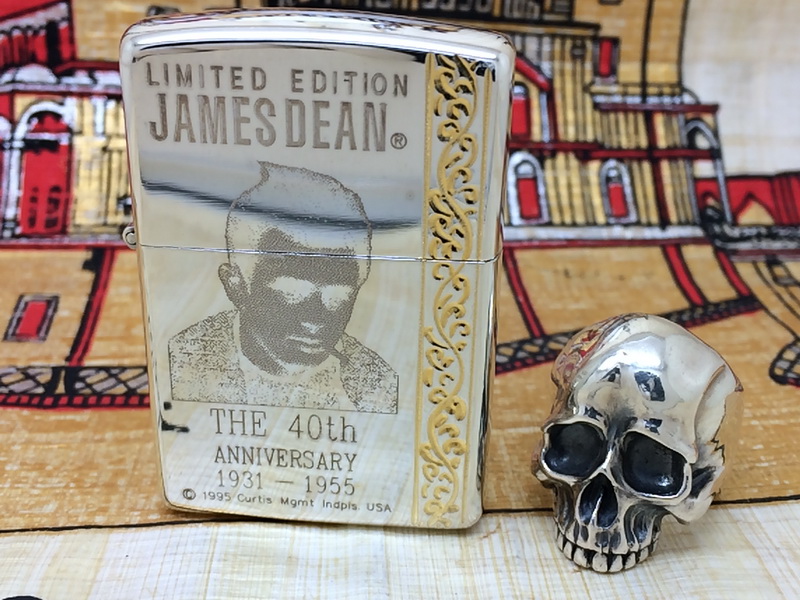 LIMITED EDITION
JAMES DEAN®
THE 40th
ANNIVERSARY
1931 — 1955
© 1995 Curtis Mgmt Indpls. USA